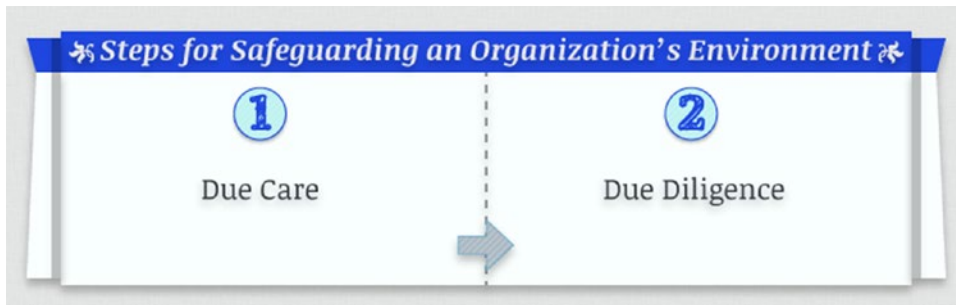 Steps for Safeguarding an Organization's Environment
1
2
Due Care
Due Diligence